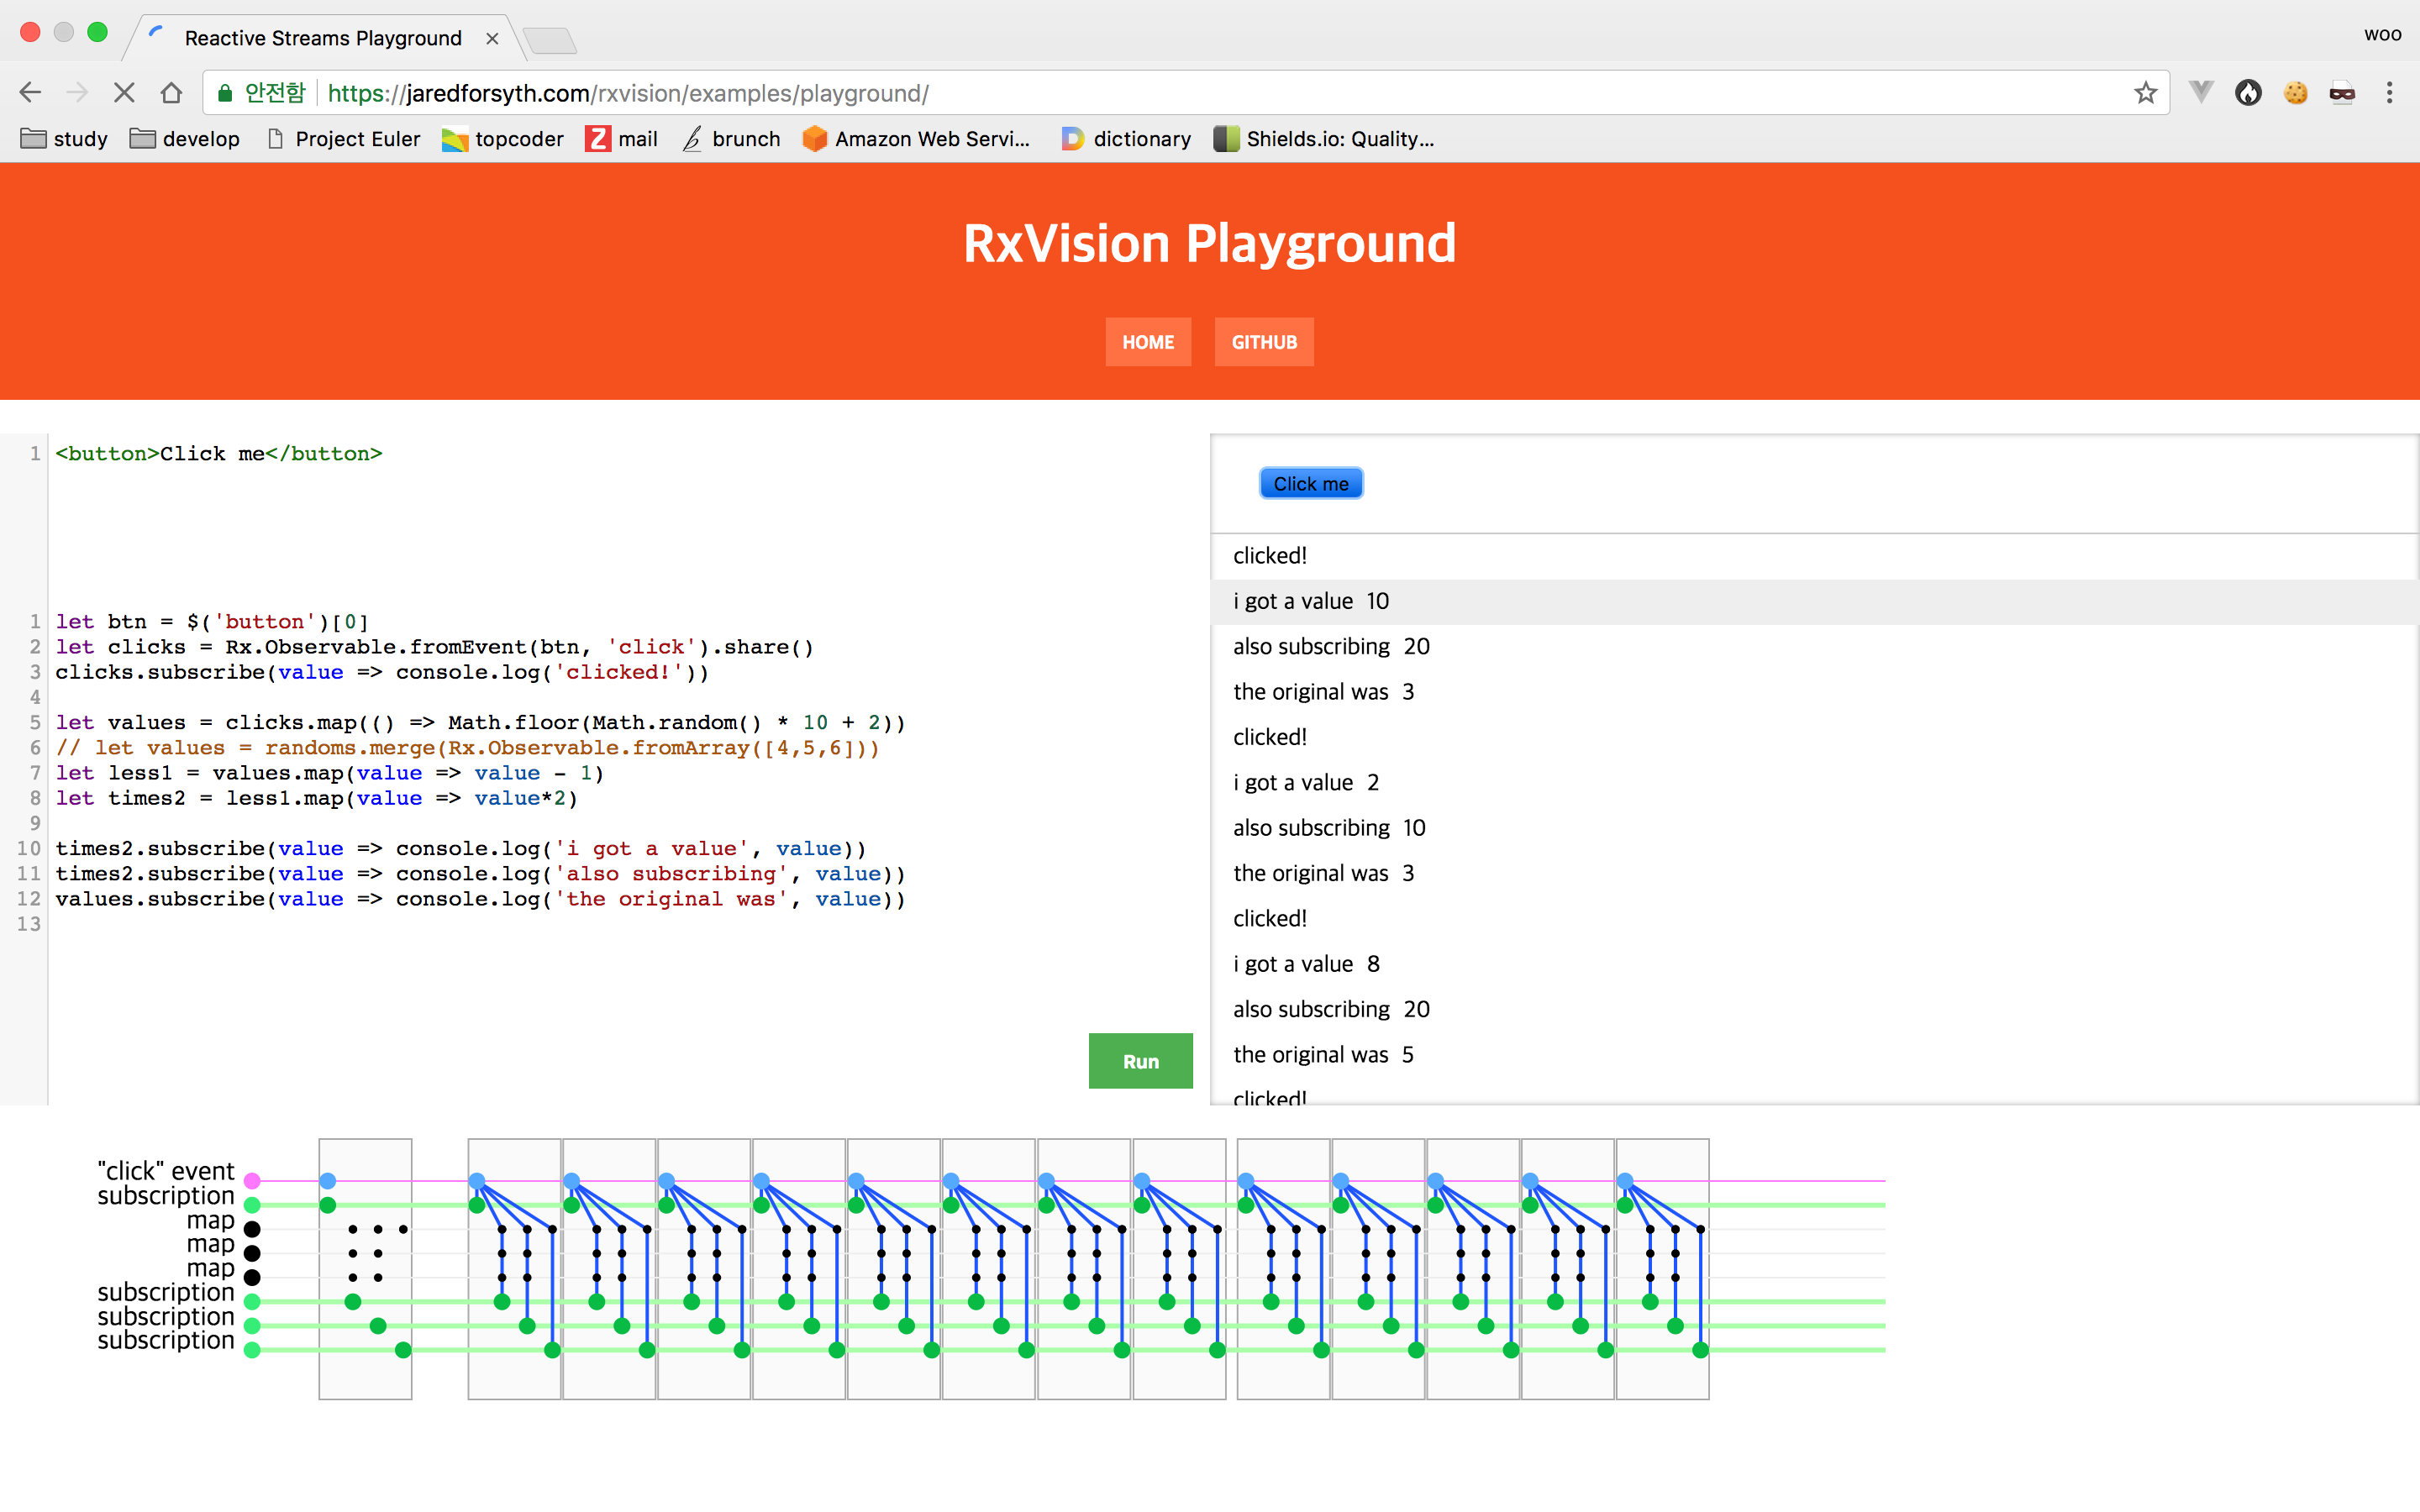 Reactive Streams Playground
woo
안전함 https://jaredforsyth.com/rxvision/examples/playground/
study develop Project Euler topcoder mail brunch Amazon Web Servi... dictionary Shields.io: Quality...
RxVision Playground
HOME GITHUB
1 <button>Click me</button>
1 let btn = $('button')[0]
2 let clicks = Rx.Observable.fromEvent(btn, 'click').share()
3 clicks.subscribe(value => console.log('clicked!'))
4
5 let values = clicks.map(() => Math.floor(Math.random() * 10 + 2))
6 // let values = randoms.merge(Rx.Observable.fromArray([4,5,6]))
7 let less1 = values.map(value => value - 1)
8 let times2 = less1.map(value => value*2)
9
10 times2.subscribe(value => console.log('i got a value', value))
11 times2.subscribe(value => console.log('also subscribing', value))
12 values.subscribe(value => console.log('the original was', value))
13
Run
Click me
clicked!
i got a value 10
also subscribing 20
the original was 3
clicked!
i got a value 2
also subscribing 10
the original was 3
clicked!
i got a value 8
also subscribing 20
the original was 5
clicked!
"click" event
subscription
map
map
map
subscription
subscription
subscription